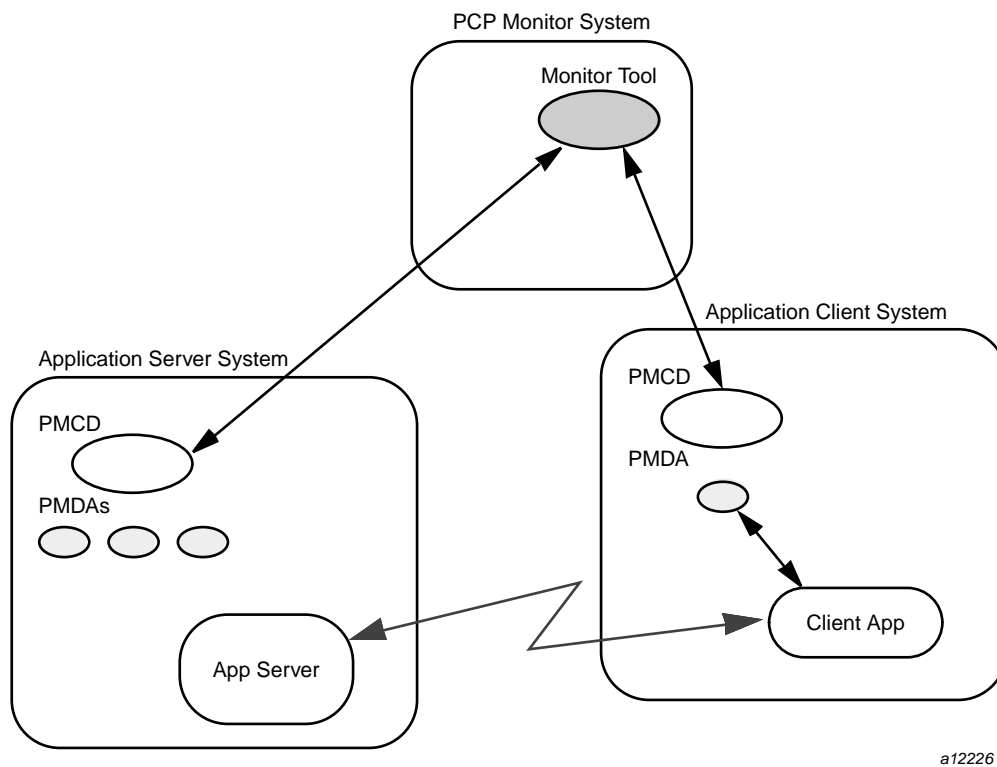 PCP Monitor System
Monitor Tool
Application Client System
Application Server System
PMCD
PMCD
PMDA
PMDAs
Client App
App Server
a12226